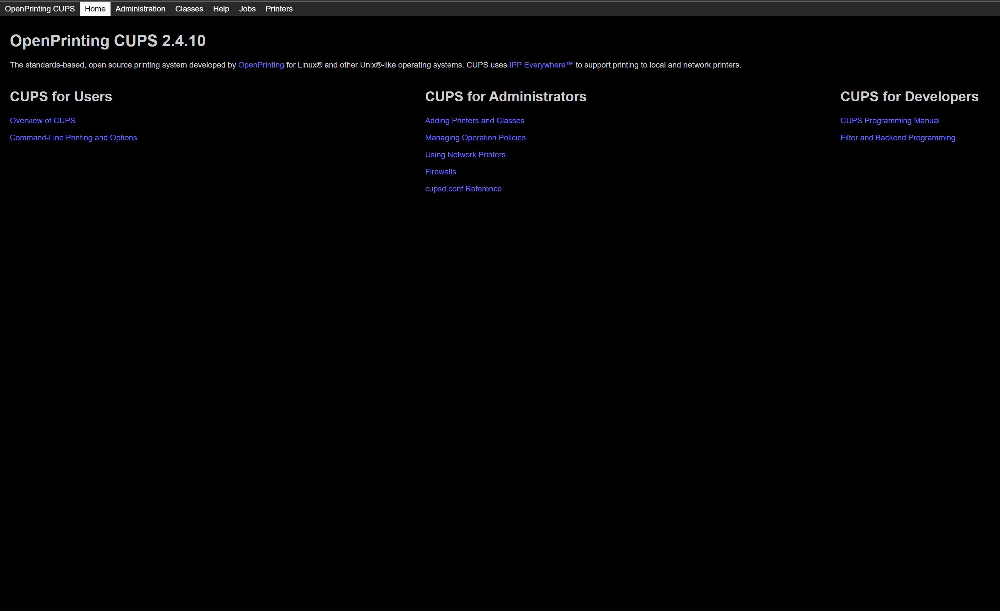 OpenPrinting CUPS Home Administration Classes Help Jobs Printers
OpenPrinting CUPS 2.4.10
The standards-based, open source printing system developed by OpenPrinting for Linux® and other Unix®-like operating systems. CUPS uses IPP Everywhere™ to support printing to local and network printers.
CUPS for Users
Overview of CUPS
Command-Line Printing and Options
CUPS for Administrators
Adding Printers and Classes
Managing Operation Policies
Using Network Printers
Firewalls
cupsd.conf Reference
CUPS for Developers
CUPS Programming Manual
Filter and Backend Programming